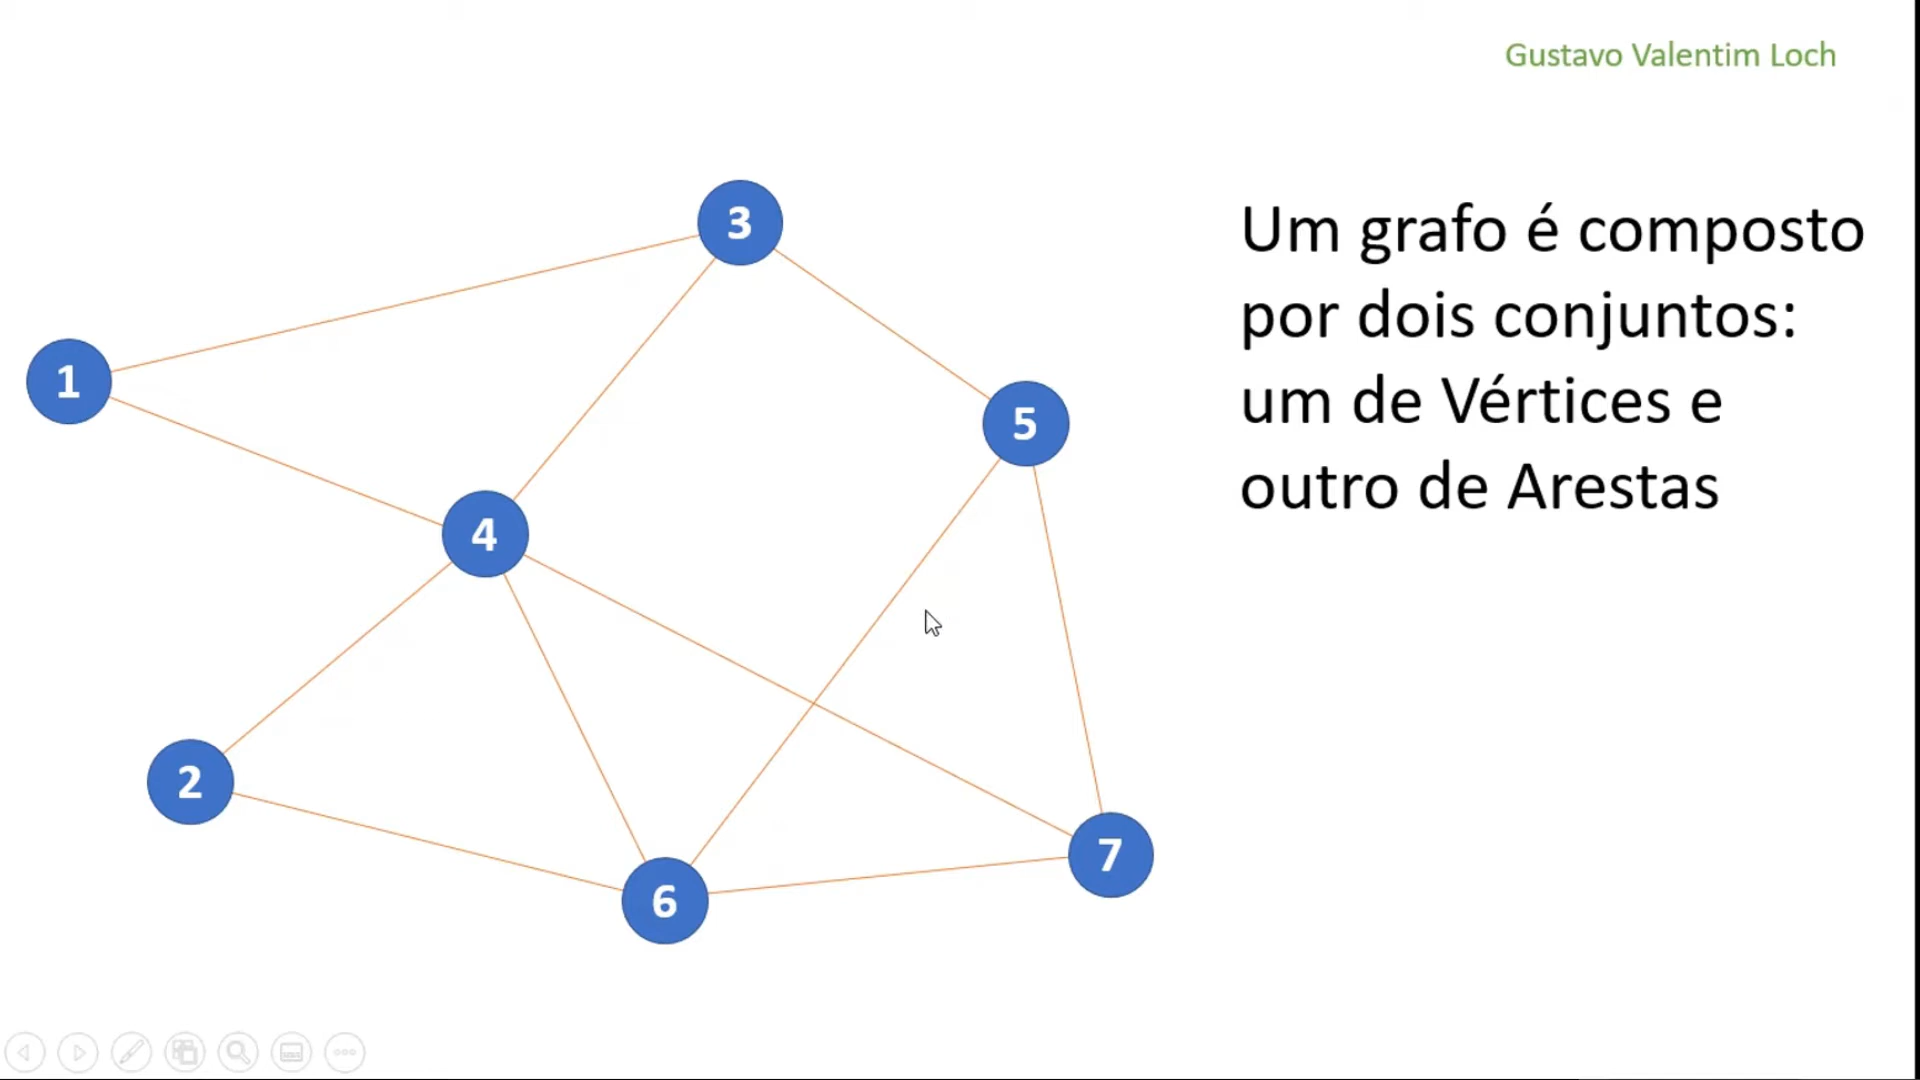 Gustavo Valentim Loch
3
1
5
4
2
7
6
Um grafo é composto
por dois conjuntos:
um de Vértices e
outro de Arestas